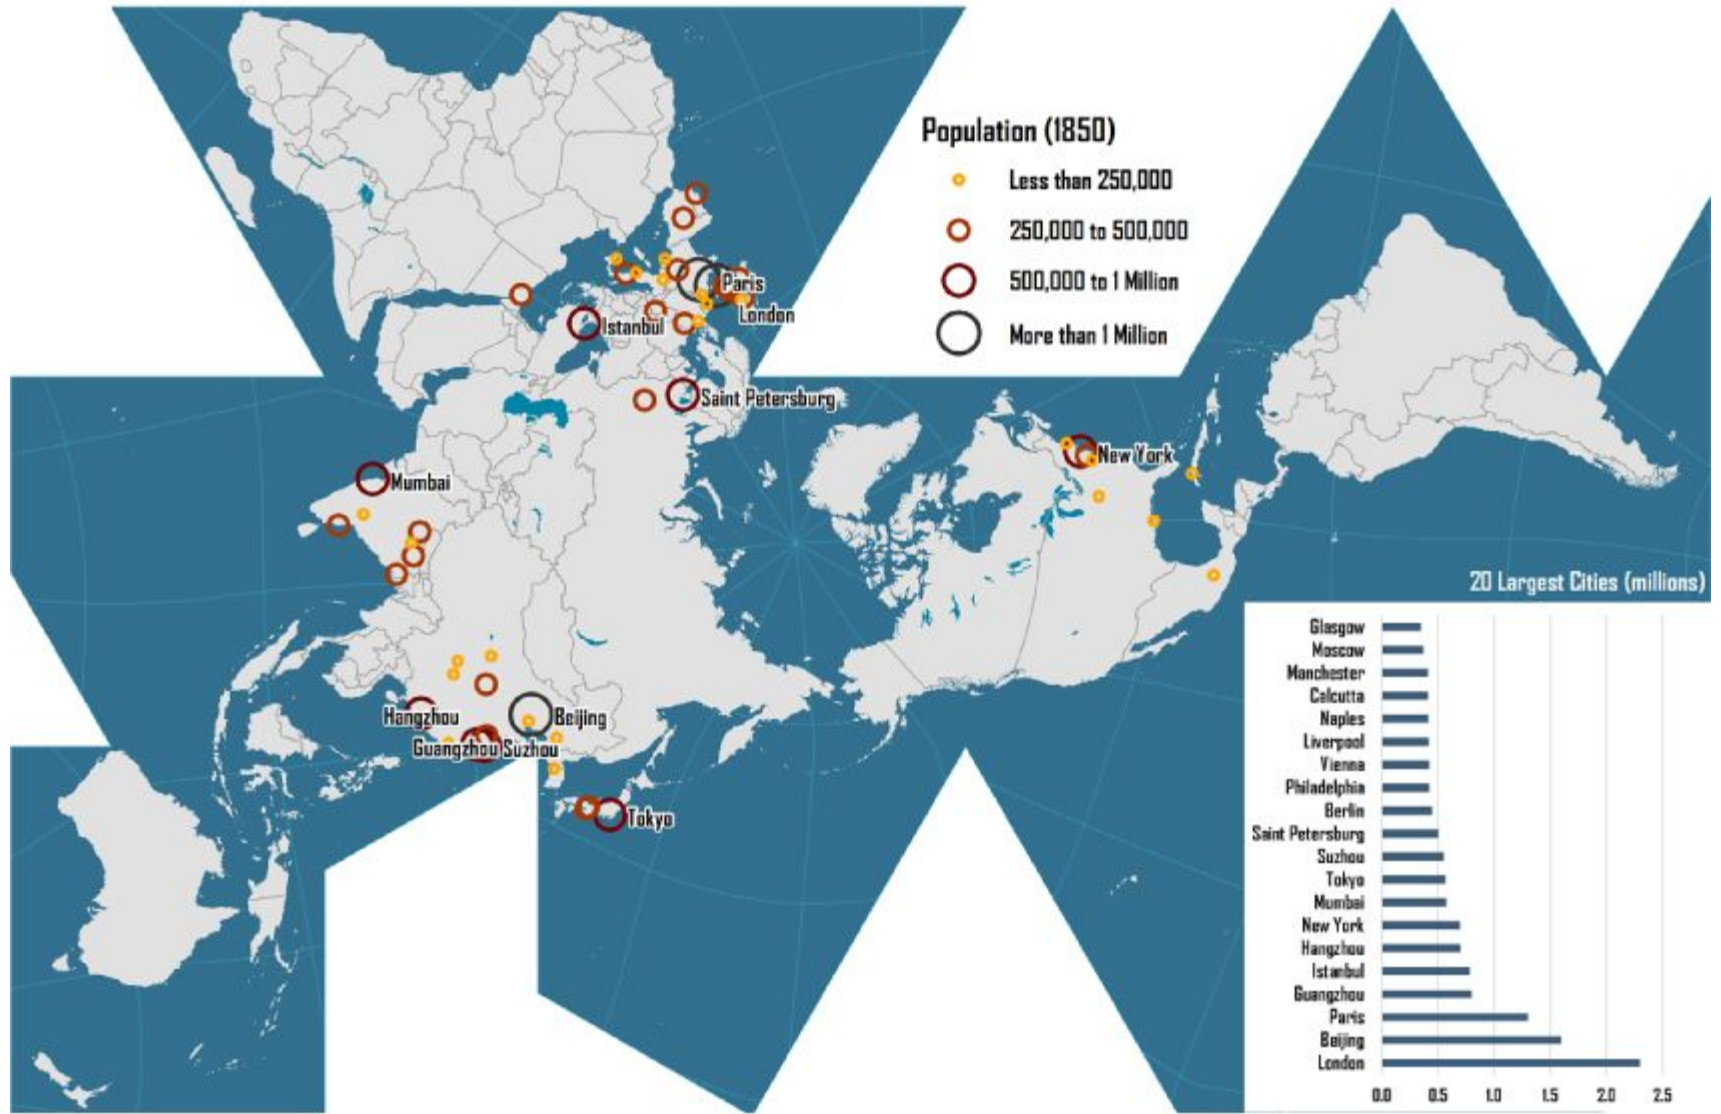 Population (1850)
Less than 250,000
250,000 to 500,000
500,000 to 1 Million
More than 1 Million
Paris
London
Istanbul
Saint Petersburg
New York
Mumbai
Hangzhou
Beijing
Guangzhou
Suzhou
Tokyo
20 Largest Cities (millions)
Glasgow
Moscow
Manchester
Calcutta
Naples
Liverpool
Vienna
Philadelphia
Berlin
Saint Petersburg
Suzhou
Tokyo
Mumbai
New York
Hangzhou
Istanbul
Guangzhou
Paris
Beijing
London
0.0 0.5 1.0 1.5 2.0 2.5